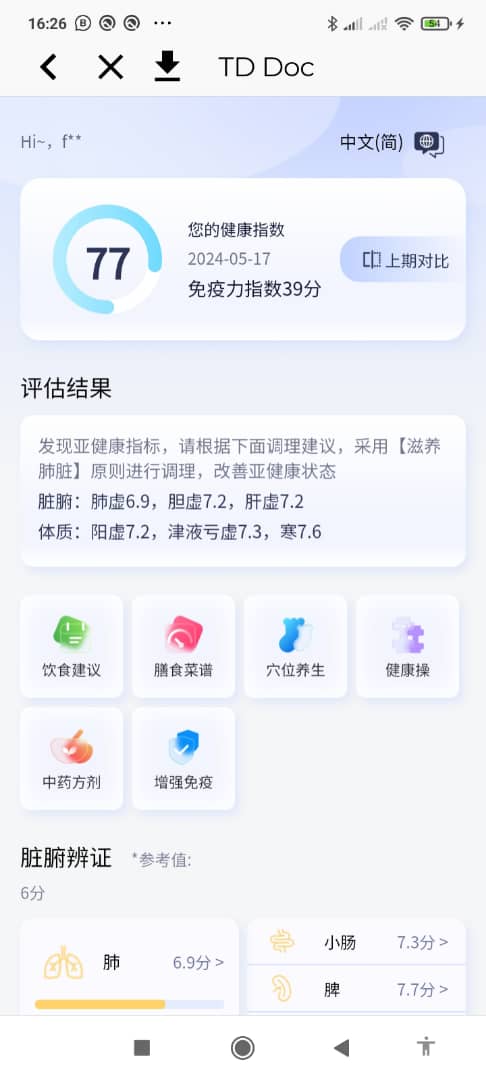 16:26
54
TD Doc
Hi~，f**
中文(简)
77
您的健康指数
2024-05-17
免疫力指数39分
上期对比
评估结果
发现亚健康指标，请根据下面调理建议，采用【滋养
肺脏】原则进行调理，改善亚健康状态
脏腑：肺虚6.9，胆虚7.2，肝虚7.2
体质：阳虚7.2，津液亏虚7.3，寒7.6
饮食建议
膳食菜谱
穴位养生
健康操
中药方剂
增强免疫
脏腑辨证
*参考值:
6分
肺
6.9分 >
小肠
7.3分 >
脾
7.7分 >